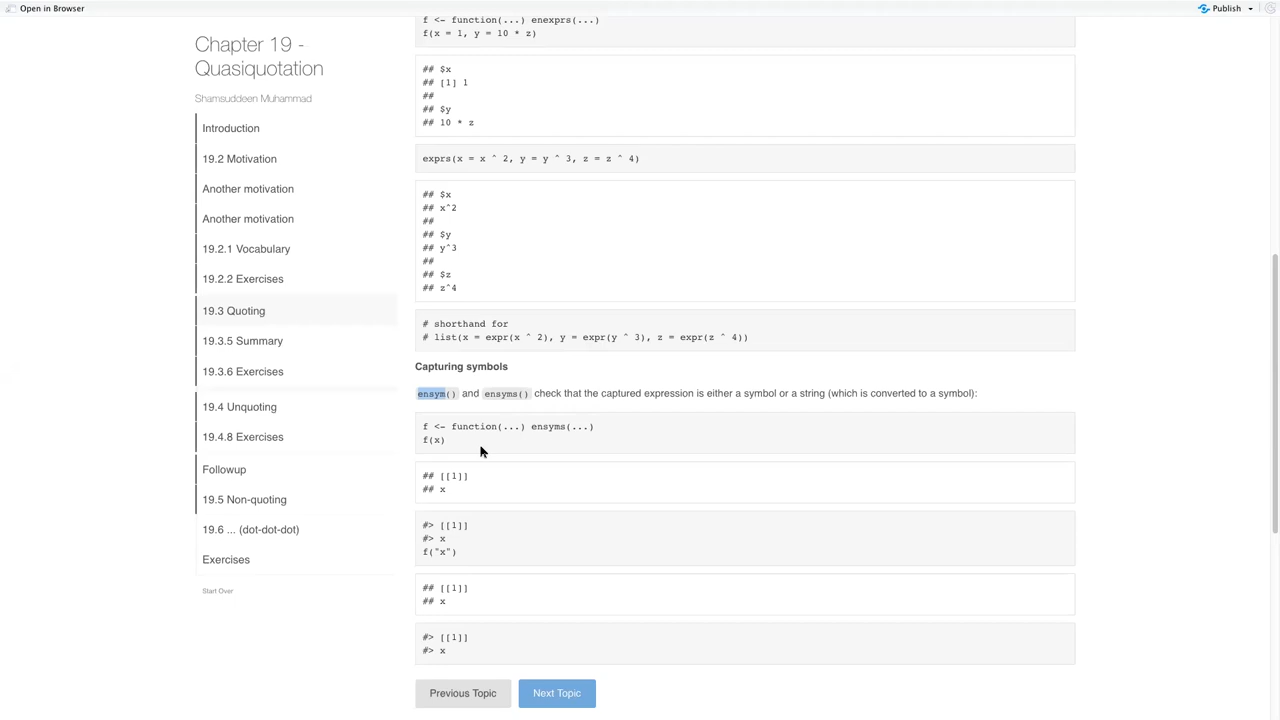 Open in Browser
Publish
Chapter 19 -
Quasiquotation
Shamsuddeen Muhammad
Introduction
19.2 Motivation
Another motivation
Another motivation
19.2.1 Vocabulary
19.2.2 Exercises
19.3 Quoting
19.3.5 Summary
19.3.6 Exercises
19.4 Unquoting
19.4.8 Exercises
Followup
19.5 Non-quoting
19.6 ... (dot-dot-dot)
Exercises
Start Over
f <- function(...) enexprs(...)
f(x = 1, y = 10 * z)
## $x
## [1] 1
##
## $y
## 10 * z
exprs(x = x ^ 2, y = y ^ 3, z = z ^ 4)
## $x
## x^2
##
## $y
## y^3
##
## $z
## z^4
# shorthand for
# list(x = expr(x ^ 2), y = expr(y ^ 3), z = expr(z ^ 4))
Capturing symbols
ensym() and ensyms() check that the captured expression is either a symbol or a string (which is converted to a symbol):
f <- function(...) ensyms(...)
f(x)
## [[1]]
## x
#> [[1]]
#> x
f("x")
## [[1]]
## x
#> [[1]]
#> x
Previous Topic
Next Topic